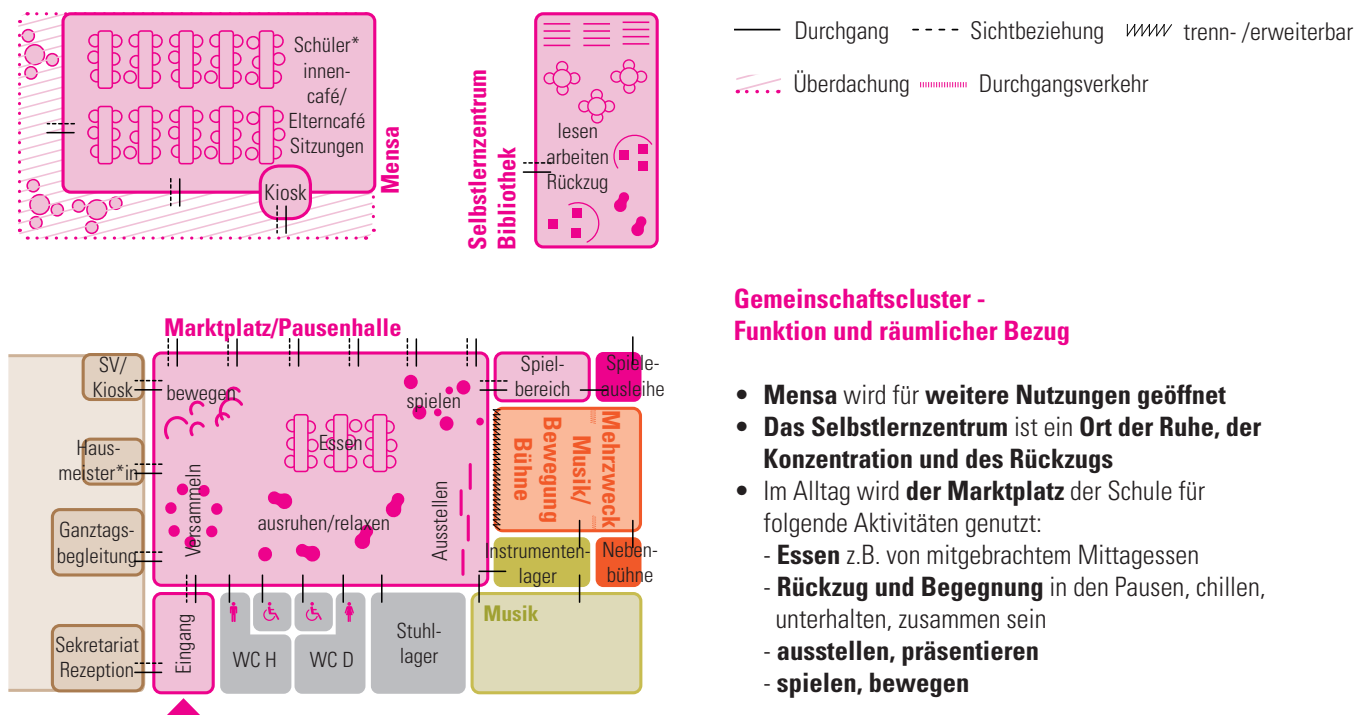 Schüler*
innen-
café/
Elterncafé
Sitzungen
Kiosk
Mensa
Selbstlernzentrum
Bibliothek
lesen
arbeiten
Rückzug
Durchgang
Sichtbeziehung
trenn- /erweiterbar
Überdachung
Durchgangsverkehr
Marktplatz/Pausenhalle
SV/
Kiosk
Haus-
meister*in
Ganztags-
begleitung
Sekretariat
Rezeption
bewegen
spielen
Essen
Versammeln
ausruhen/relaxen
Ausstellen
Spiel-
bereich
Spiele-
ausleihe
Mehrzweck
Musik/
Bewegung
Bühne
Instrumenten-
lager
Neben-
bühne
Eingang
WC H
WC D
Stuhl-
lager
Musik
Gemeinschaftscluster -
Funktion und räumlicher Bezug
• Mensa wird für weitere Nutzungen geöffnet
• Das Selbstlernzentrum ist ein Ort der Ruhe, der
Konzentration und des Rückzugs
• Im Alltag wird der Marktplatz der Schule für
folgende Aktivitäten genutzt:
- Essen z.B. von mitgebrachtem Mittagessen
- Rückzug und Begegnung in den Pausen, chillen,
unterhalten, zusammen sein
- ausstellen, präsentieren
- spielen, bewegen